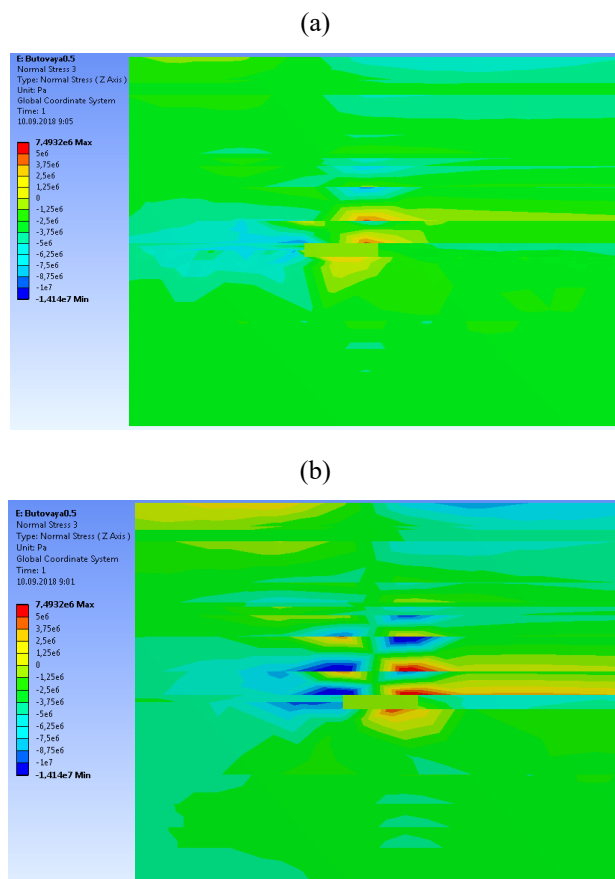 (a)
E: Butovaya0.5
Normal Stress 3
Type: Normal Stress ( Z Axis )
Unit: Pa
Global Coordinate System
Time: 1
10.09.2018 9:05
7,4932e6 Max
5e6
3,75e6
2,5e6
1,25e6
0
-1,25e6
-2,5e6
-3,75e6
-5e6
-6,25e6
-7,5e6
-8,75e6
-1e7
-1,414e7 Min
(b)
E: Butovaya0.5
Normal Stress 3
Type: Normal Stress ( Z Axis )
Unit: Pa
Global Coordinate System
Time: 1
10.09.2018 9:01
7,4932e6 Max
5e6
3,75e6
2,5e6
1,25e6
0
-1,25e6
-2,5e6
-3,75e6
-5e6
-6,25e6
-7,5e6
-8,75e6
-1e7
-1,414e7 Min